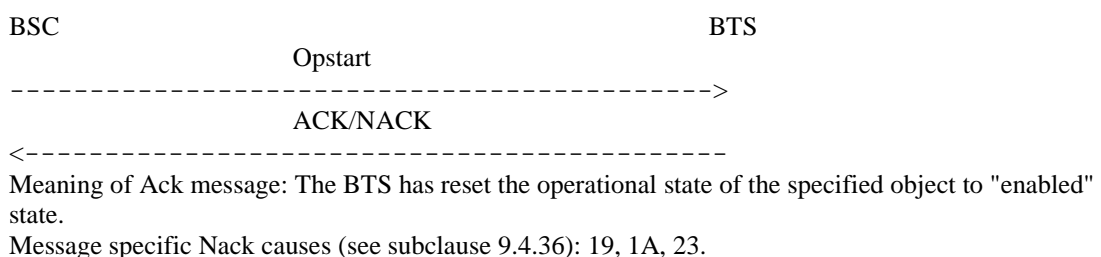 BSC BTS
Opstart
-------------------------------------------->
ACK/NACK
<--------------------------------------------
Meaning of Ack message: The BTS has reset the operational state of the specified object to "enabled"
state.
Message specific Nack causes (see subclause 9.4.36): 19, 1A, 23.